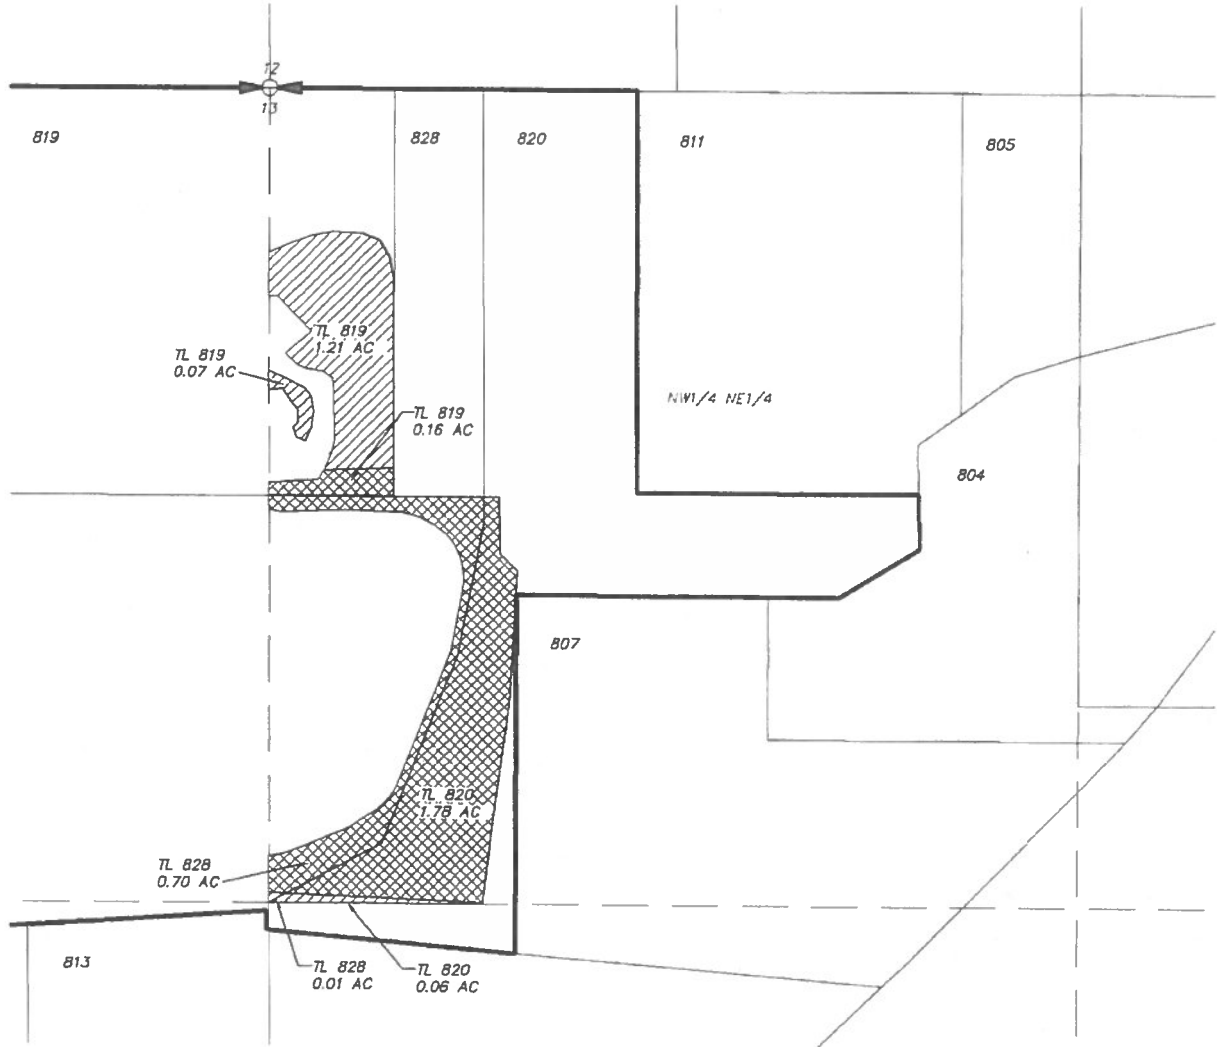 12
13
819
828
820
811
805
TL 819
1.21 AC
TL 819
0.07 AC
NW1/4 NE1/4
TL 819
0.16 AC
804
807
TL 820
1.78 AC
TL 828
0.70 AC
813
TL 828
0.01 AC
TL 820
0.06 AC